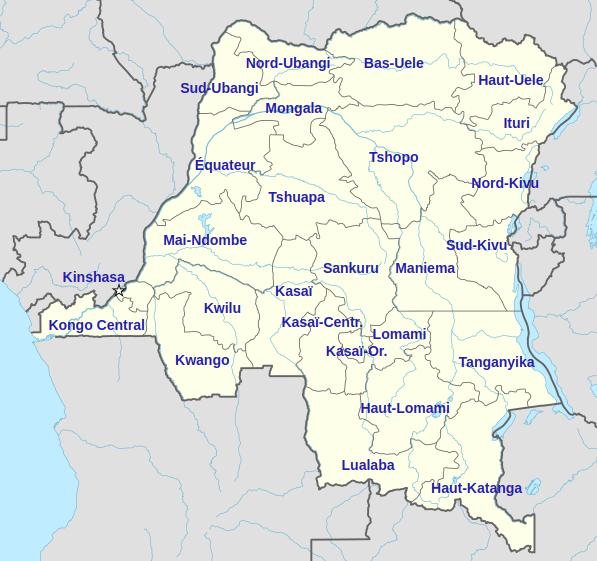 Nord-Ubangi
Bas-Uele
Haut-Uele
Sud-Ubangi
Mongala
Ituri
Équateur
Tshopo
Nord-Kivu
Tshuapa
Mai-Ndombe
Sud-Kivu
Sankuru
Maniema
Kinshasa
Kasaï
Kwilu
Kasaï-Centr.
Kongo Central
Lomami
Kasaï-Or.
Kwango
Tanganyika
Haut-Lomami
Lualaba
Haut-Katanga